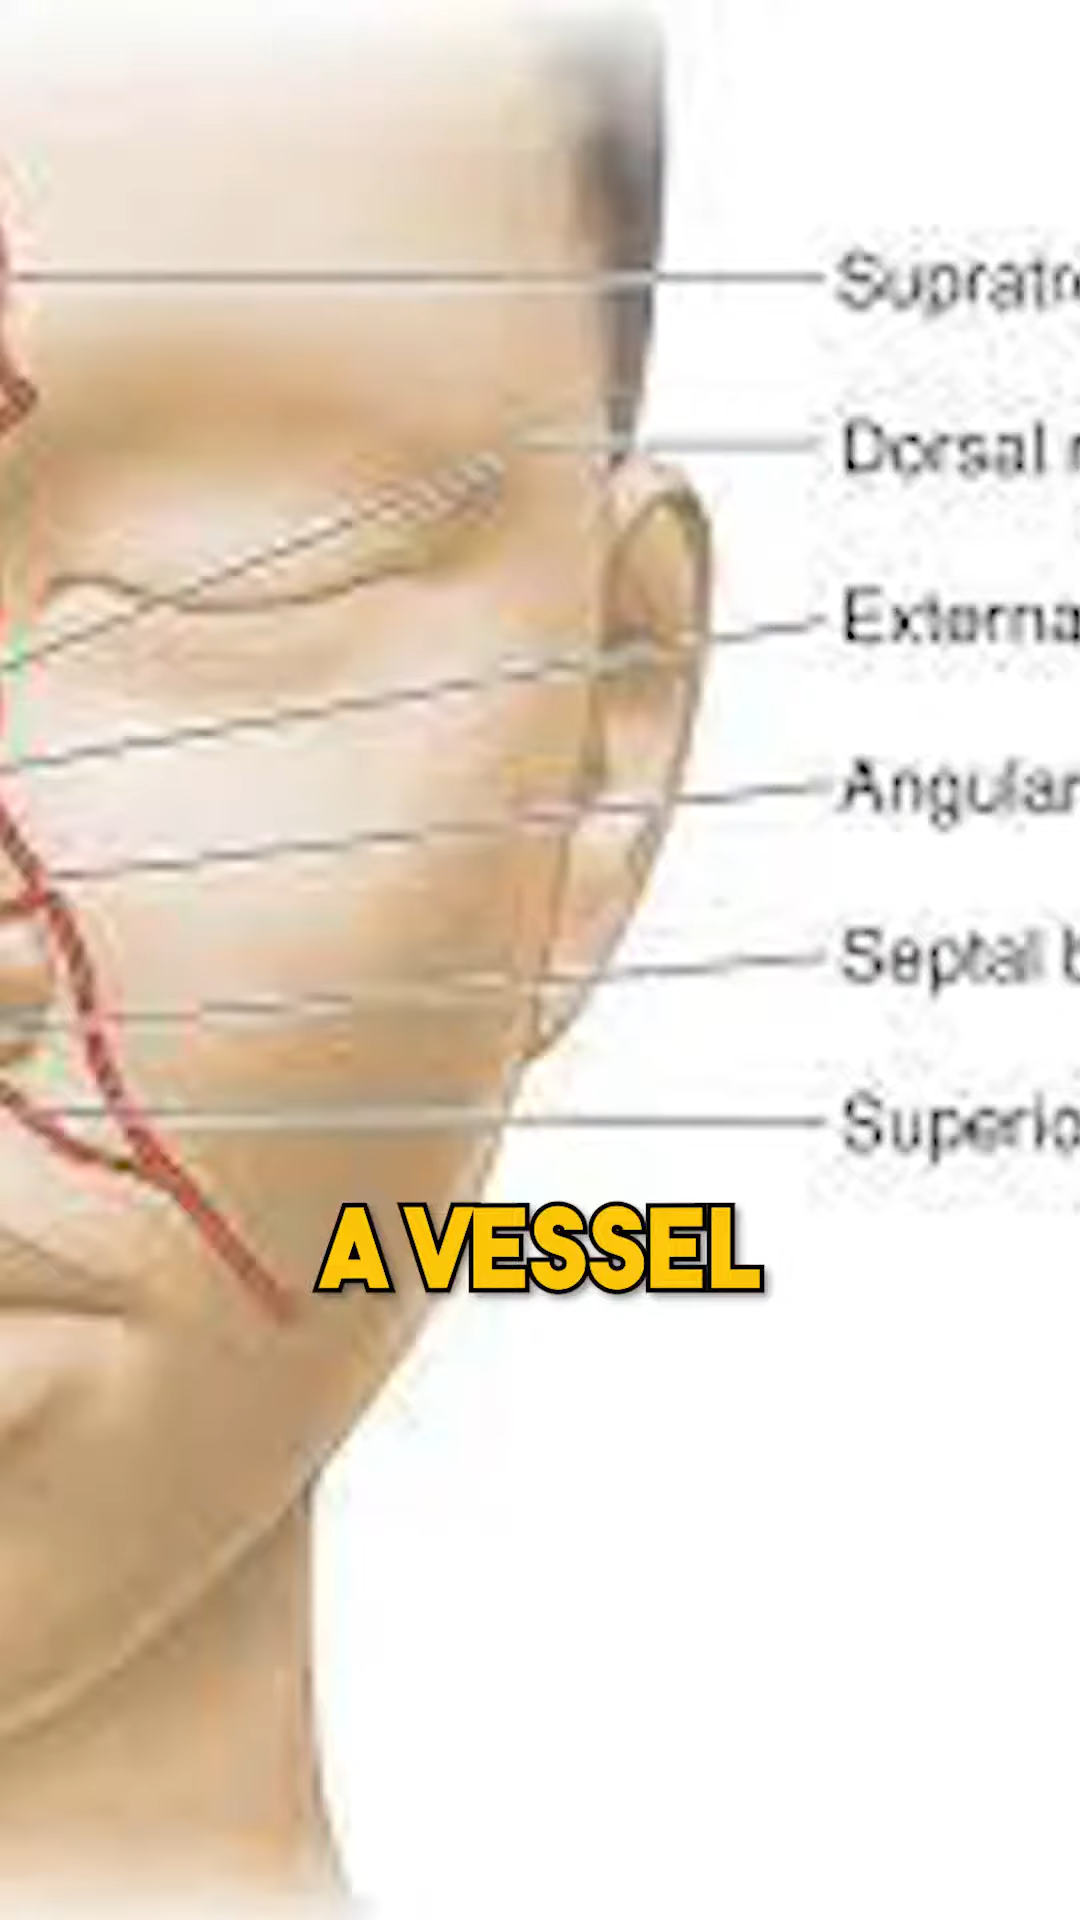 Supratr
Dorsal
Externa
Angular
Septal b
Superio
A VESSEL